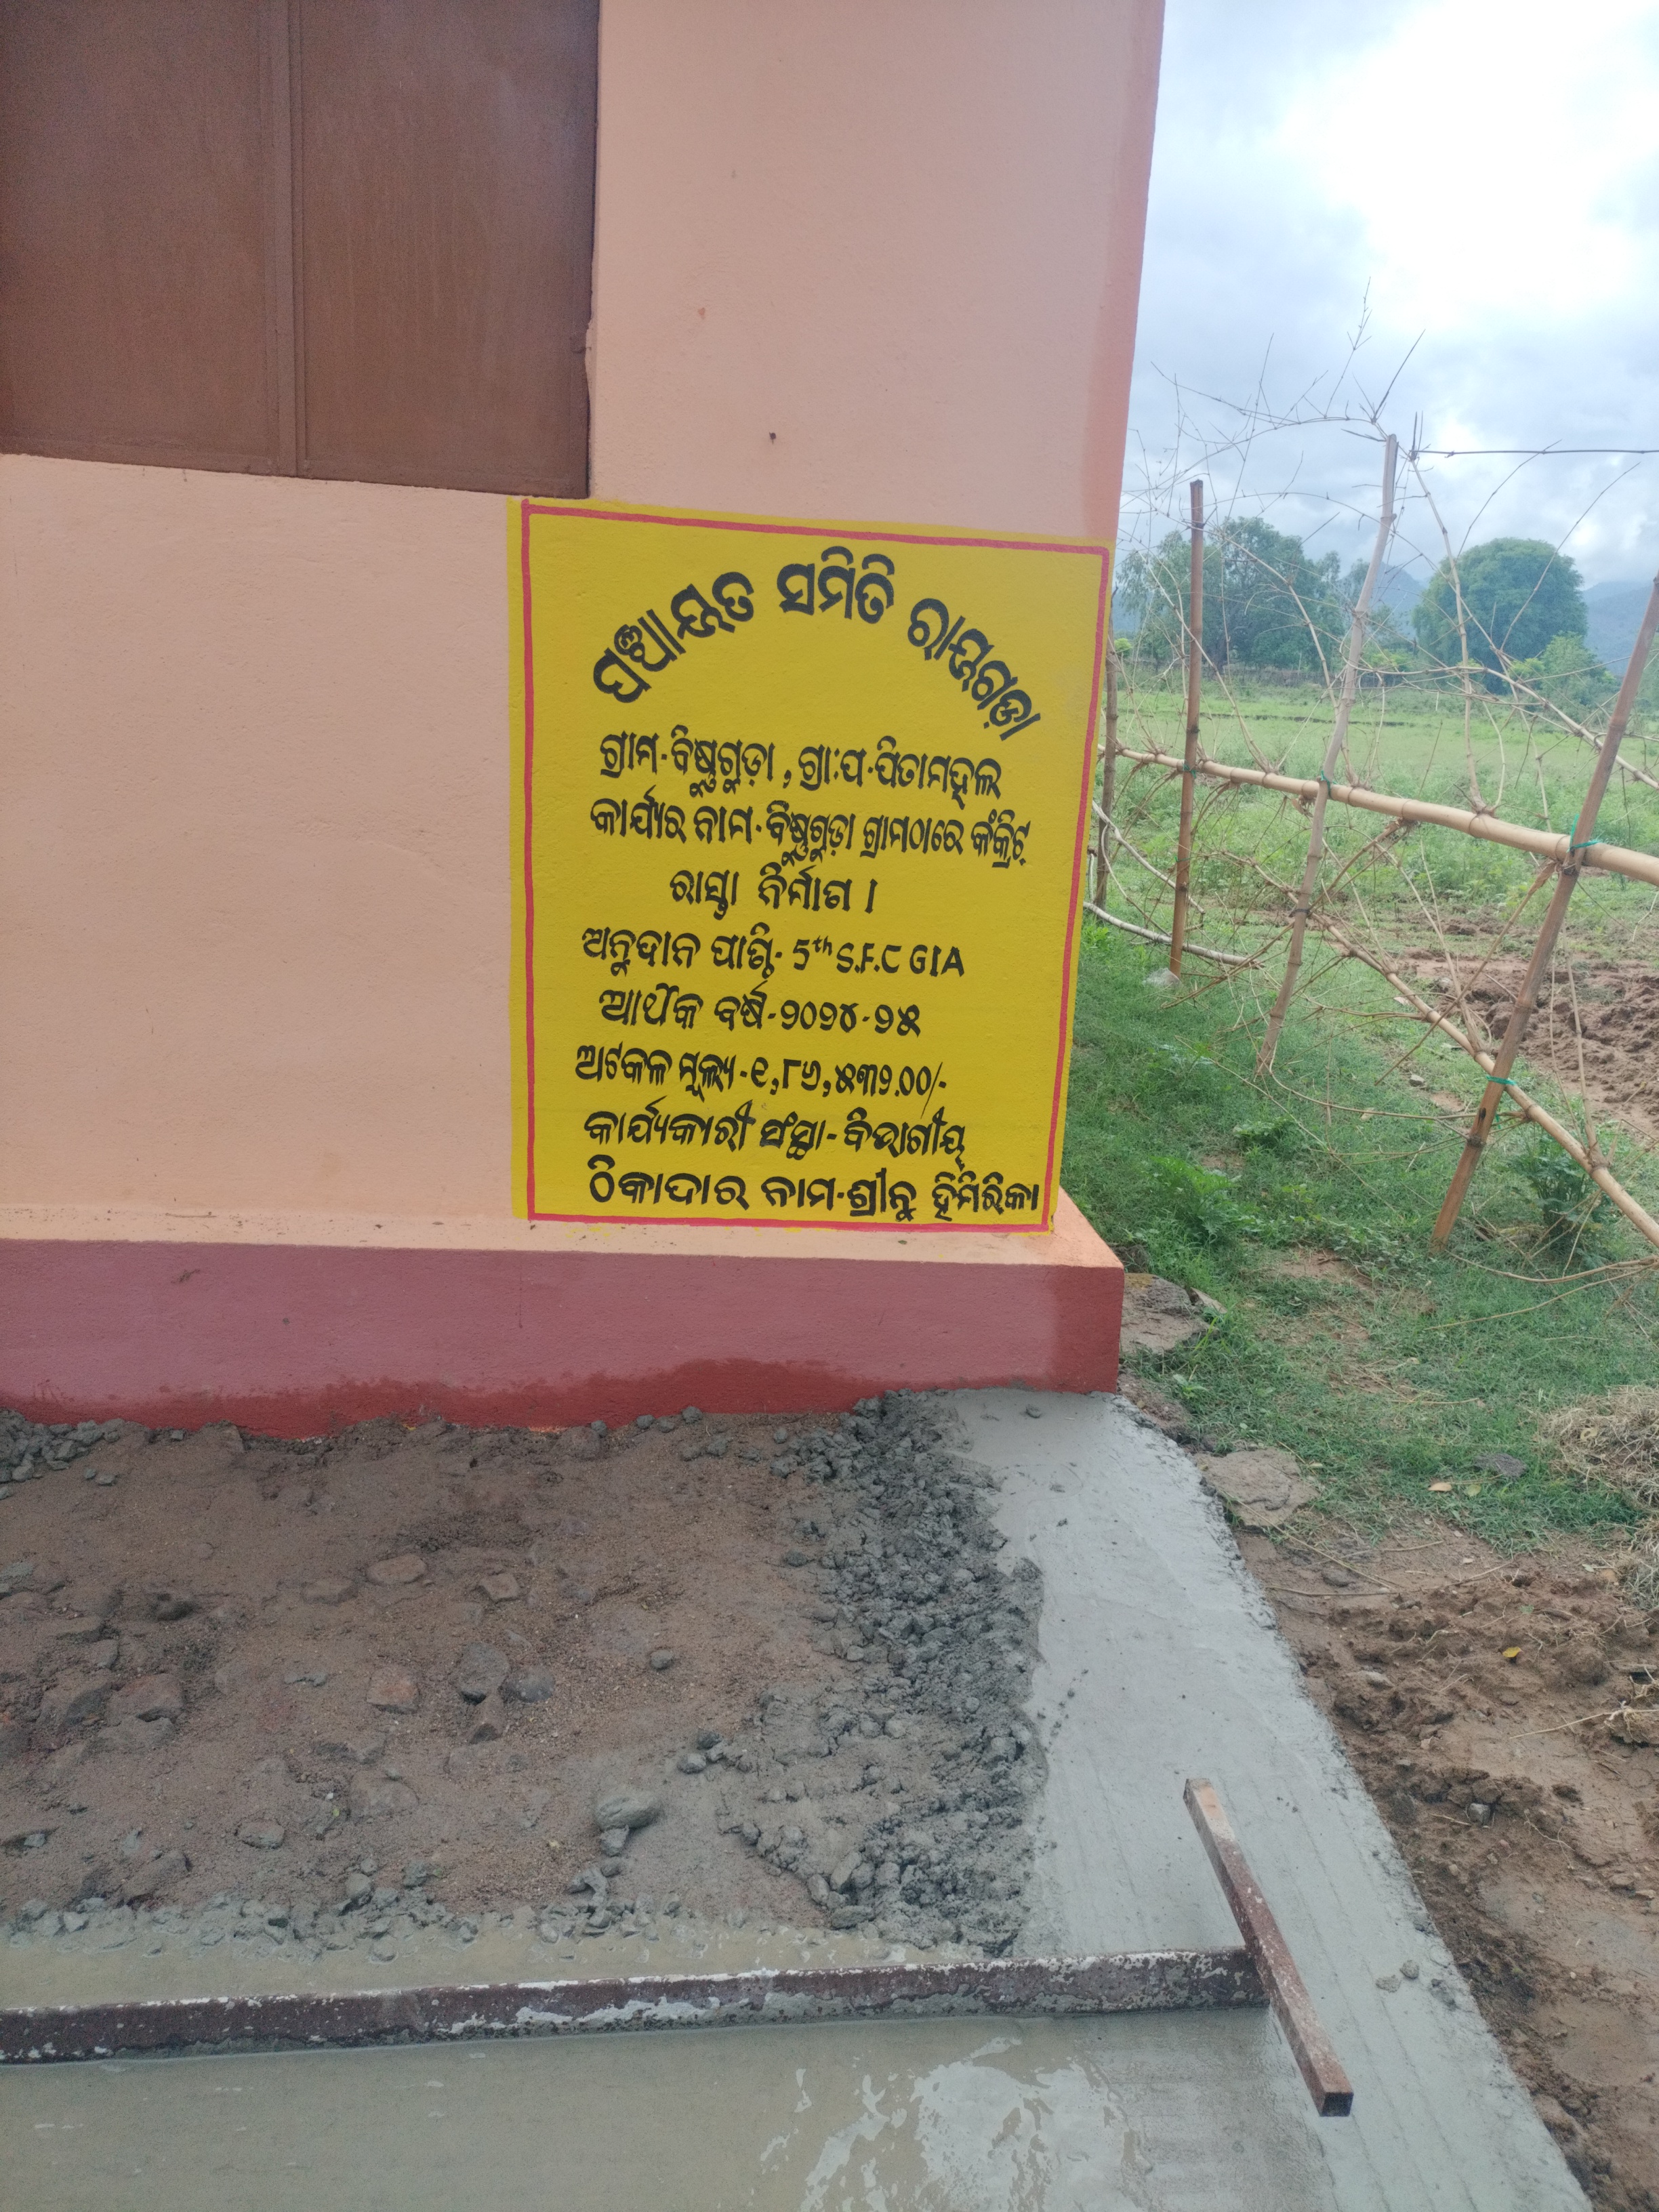 ପଞ୍ଚାୟତ ସମିତି ରାୟଗଡ଼ା
ଗ୍ରାମ-ବିଷ୍ଣୁଗୁଡ଼ା, ଗ୍ରା:ପ-ପିତାମହଲ
କାର୍ଯ୍ୟର ନାମ-ବିଷ୍ଣୁଗୁଡ଼ା ଗ୍ରାମଠାରେ କଂକ୍ରିଟ୍
ରାସ୍ତା ନିର୍ମାଣ ।
ଅନୁଦାନ ପାଣ୍ଠି- 5th S.F.C GIA
ଆର୍ଥିକ ବର୍ଷ-୨୦୨୪-୨୫
ଅଟକଳ ମୂଲ୍ୟ-୧,୮୬,୫୩୨.୦୦/-
କାର୍ଯ୍ୟକାରୀ ସଂସ୍ଥା-ବିଭାଗୀୟ
ଠିକାଦାର ନାମ-ଶ୍ରୀନୁ ହିମିରିକା